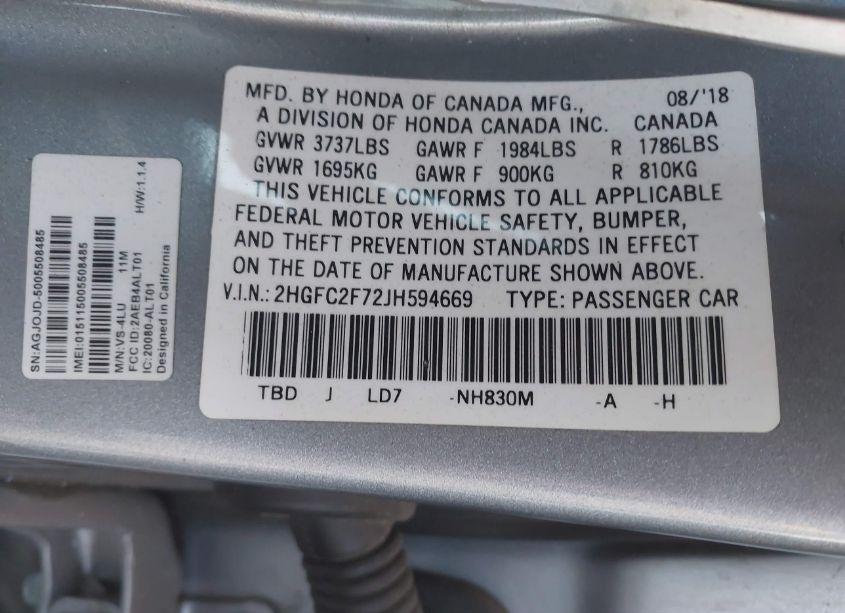 MFD. BY HONDA OF CANADA MFG., 08/'18
A DIVISION OF HONDA CANADA INC. CANADA
GVWR 3737LBS GAWR F 1984LBS R 1786LBS
GVWR 1695KG GAWR F 900KG R 810KG
THIS VEHICLE CONFORMS TO ALL APPLICABLE
FEDERAL MOTOR VEHICLE SAFETY, BUMPER,
AND THEFT PREVENTION STANDARDS IN EFFECT
ON THE DATE OF MANUFACTURE SHOWN ABOVE.
V.I.N.: 2HGFC2F72JH594669 TYPE: PASSENGER CAR
TBD J LD7 -NH830M -A -H
SN:AGJOJD-5005508485
IMEI:015115005508485
M/N:VS-4LU 11M
FCC ID:2AEB4ALT01
IC:20080-ALT01 H/W:1.1.4
Designed in California